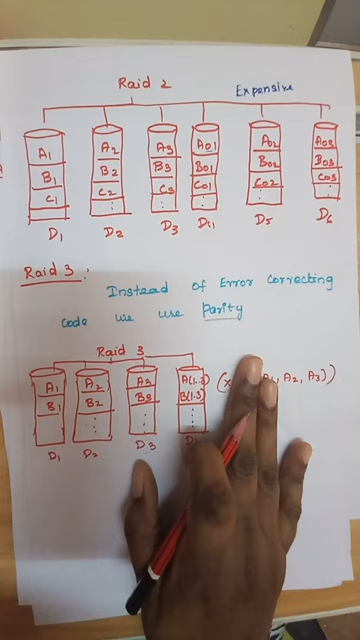 Raid 2
Expensive
A1 A2 A3 A01 A02 A03
B1 B2 B3 B01 B02 B03
C1 C2 C3 C01 C02 C03
D1 D2 D3 D4 D5 D6
Raid 3:
Instead of Error correcting
code we use parity
Raid 3
A1 A2 A3 A(1..3) A2, A3))
B1 B2 B3 B(1..3)
D1 D2 D3